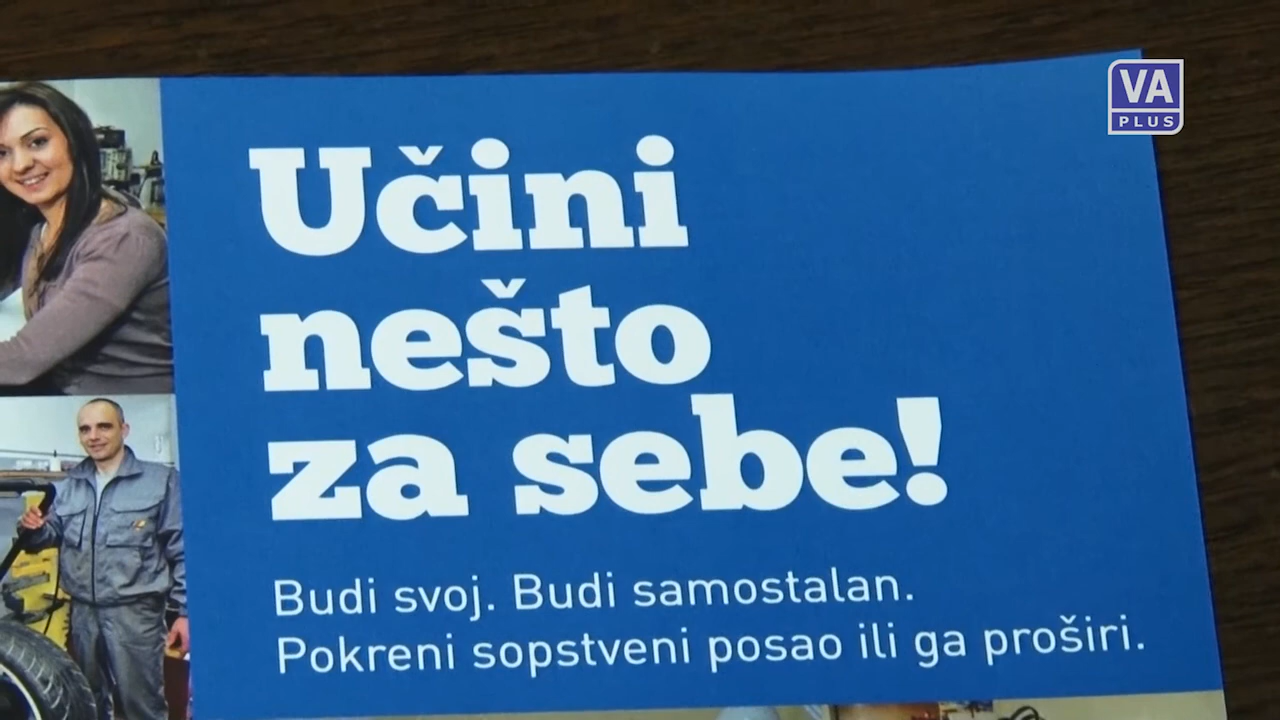 VA
PLUS
Učini
nešto
za sebe!
Budi svoj. Budi samostalan.
Pokreni sopstveni posao ili ga proširi.